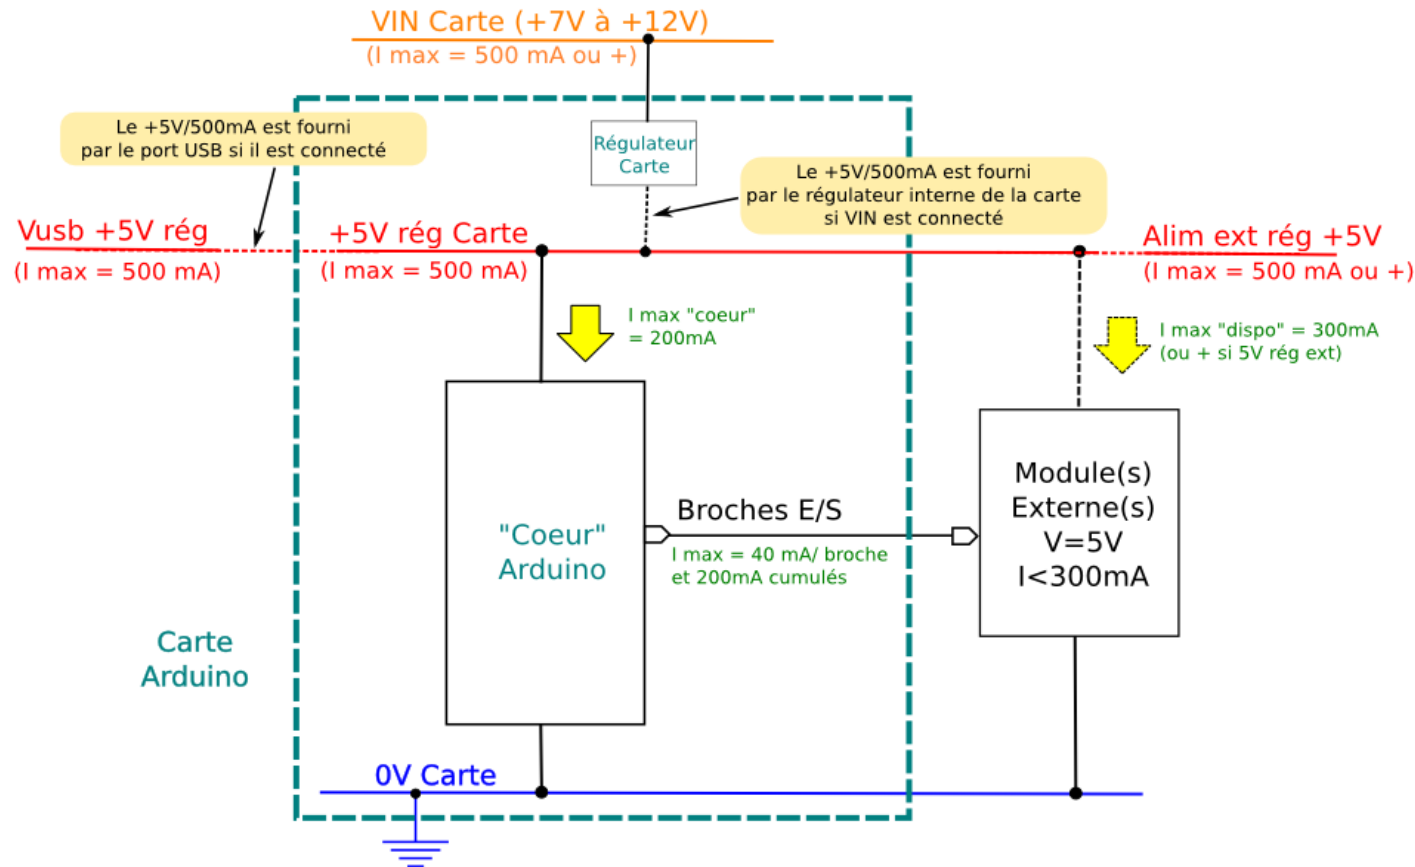 VIN Carte (+7V à +12V)
(I max = 500 mA ou +)
Le +5V/500mA est fourni
par le port USB si il est connecté
Régulateur
Carte
Le +5V/500mA est fourni
par le régulateur interne de la carte
si VIN est connecté
Vusb +5V rég
(I max = 500 mA)
+5V rég Carte
(I max = 500 mA)
Alim ext rég +5V
(I max = 500 mA ou +)
I max "coeur"
= 200mA
I max "dispo" = 300mA
(ou + si 5V rég ext)
"Coeur"
Arduino
Broches E/S
I max = 40 mA/ broche
et 200mA cumulés
Module(s)
Externe(s)
V=5V
I<300mA
Carte
Arduino
0V Carte